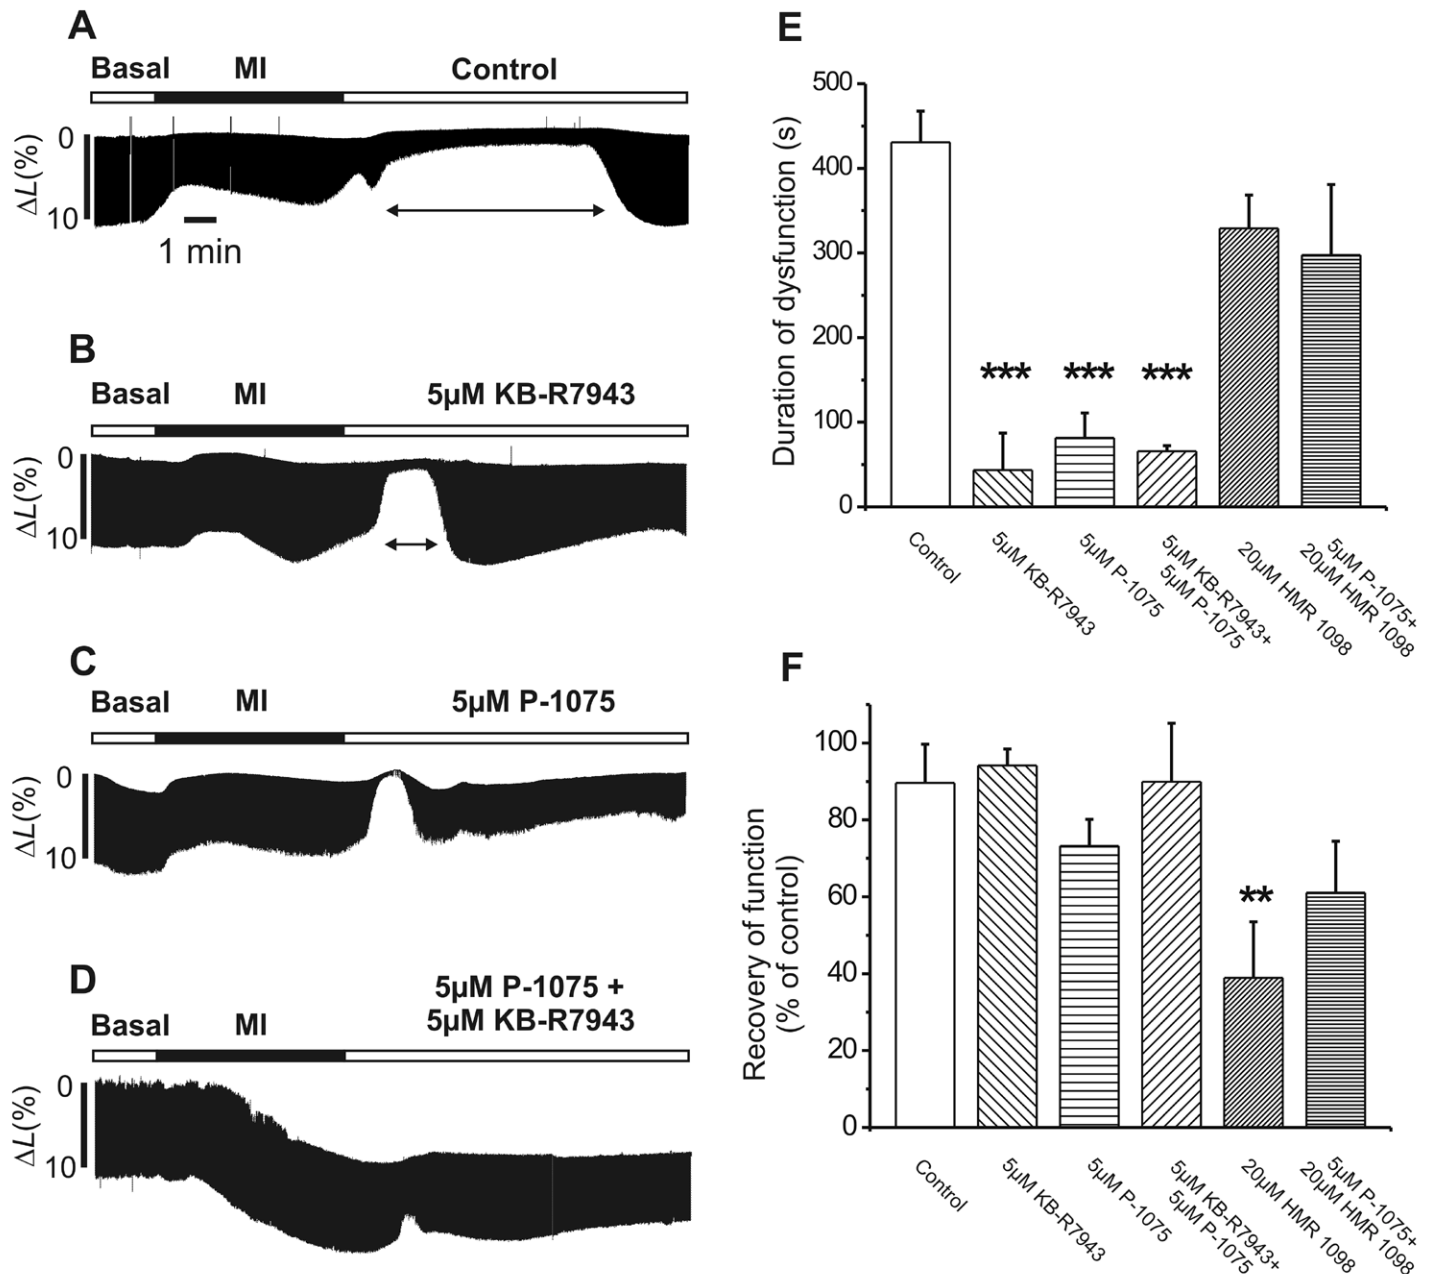 A
Basal MI Control
0
ΔL(%)
10
1 min
B
Basal MI 5µM KB-R7943
0
ΔL(%)
10
C
Basal MI 5µM P-1075
0
ΔL(%)
10
D
5µM P-1075 +
Basal MI 5µM KB-R7943
0
ΔL(%)
10
E
Duration of dysfunction (s)
500
400
300
200
100
0
*** *** ***
Control
5µM KB-R7943
5µM P-1075
5µM KB-R7943+
5µM P-1075
20µM HMR 1098
5µM P-1075+
20µM HMR 1098
F
Recovery of function
(% of control)
100
80
60
40
20
0
**
Control
5µM KB-R7943
5µM P-1075
5µM KB-R7943+
5µM P-1075
20µM HMR 1098
5µM P-1075+
20µM HMR 1098